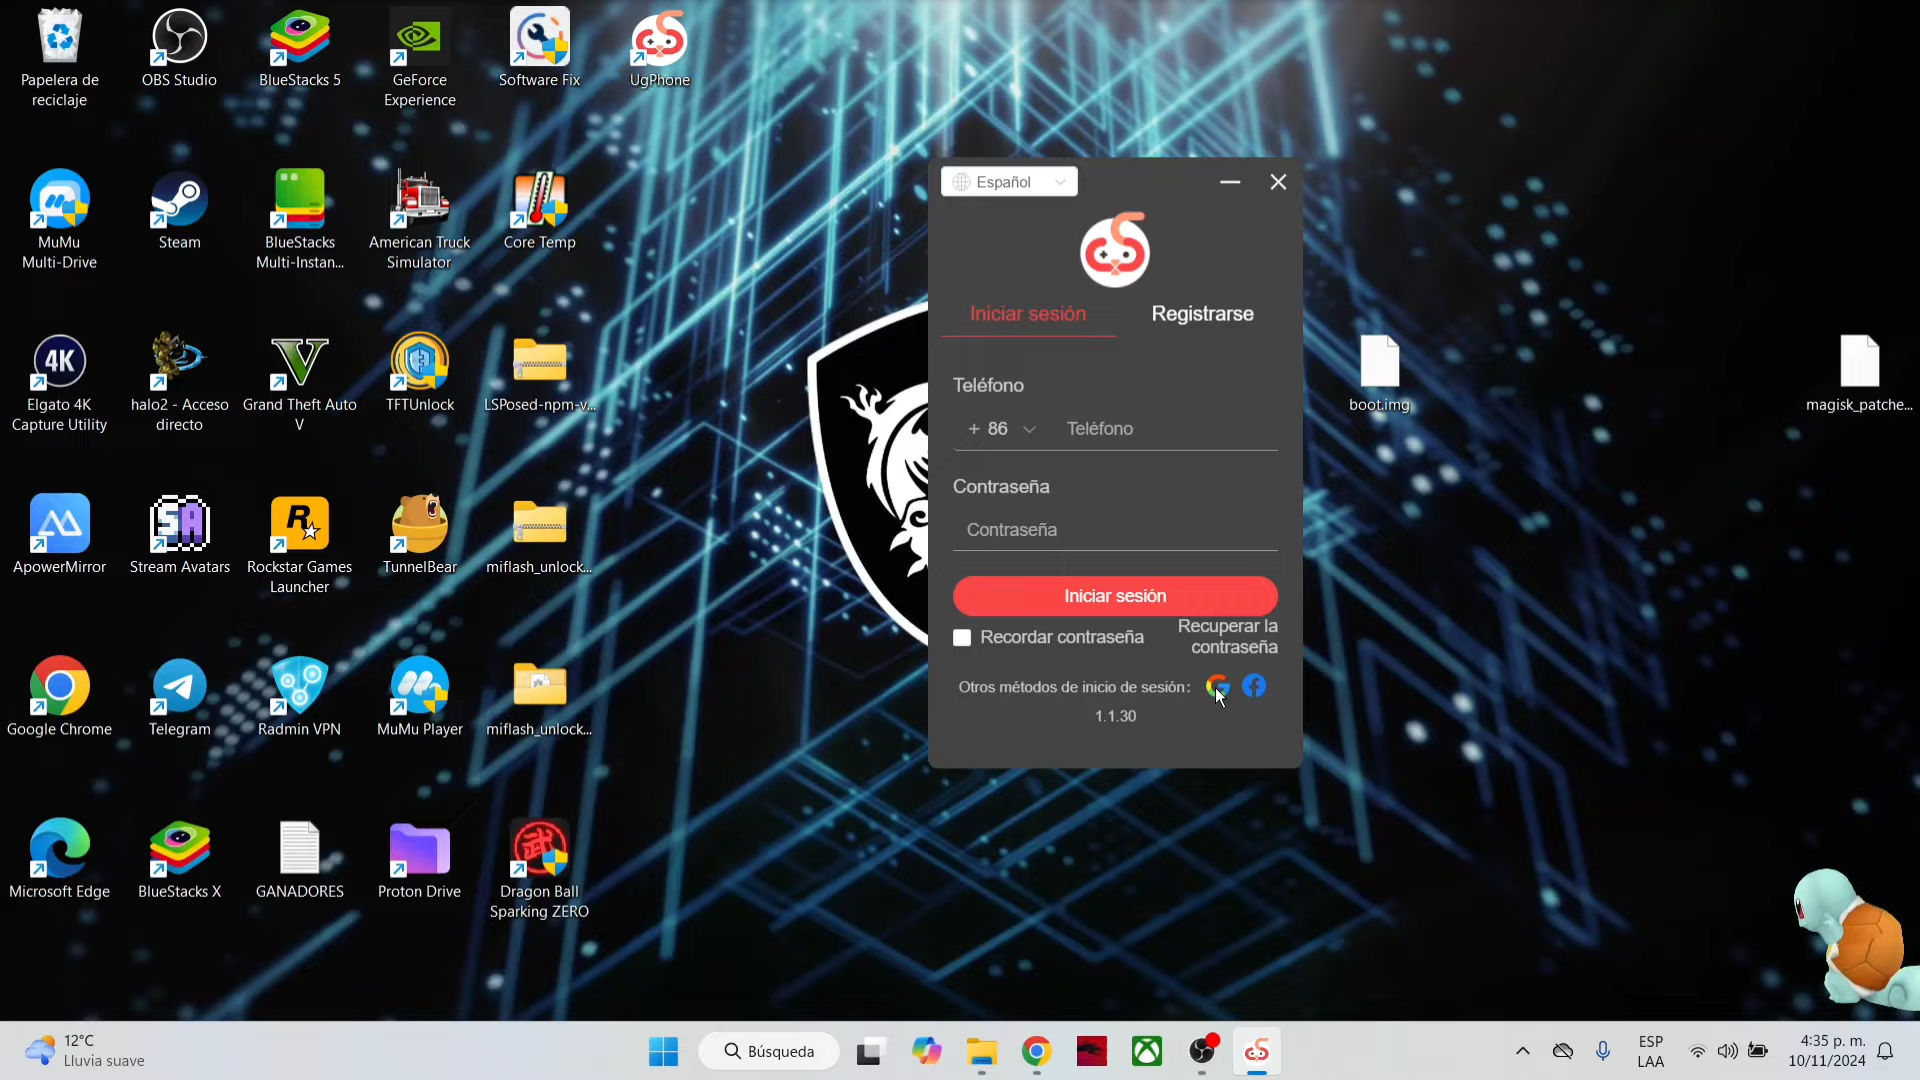 Papelera de
reciclaje
OBS Studio
BlueStacks 5
GeForce
Experience
Software Fix
UgPhone
MuMu
Multi-Drive
Steam
BlueStacks
Multi-Instan...
American Truck
Simulator
Core Temp
4K
Elgato 4K
Capture Utility
halo2 - Acceso
directo
Grand Theft Auto
V
TFTUnlock
LSPosed-npm-v...
ApowerMirror
SA
Stream Avatars
R
Rockstar Games
Launcher
TunnelBear
miflash_unlock...
Google Chrome
Telegram
Radmin VPN
MuMu Player
miflash_unlock...
Microsoft Edge
BlueStacks X
GANADORES
Proton Drive
武
Dragon Ball
Sparking ZERO
Español
Iniciar sesión
Registrarse
Teléfono
+ 86
Teléfono
Contraseña
Contraseña
Iniciar sesión
Recordar contraseña
Recuperar la
contraseña
Otros métodos de inicio de sesión:
1.1.30
boot.img
magisk_patche...
12°C
Lluvia suave
Búsqueda
ESP
LAA
4:35 p. m.
10/11/2024